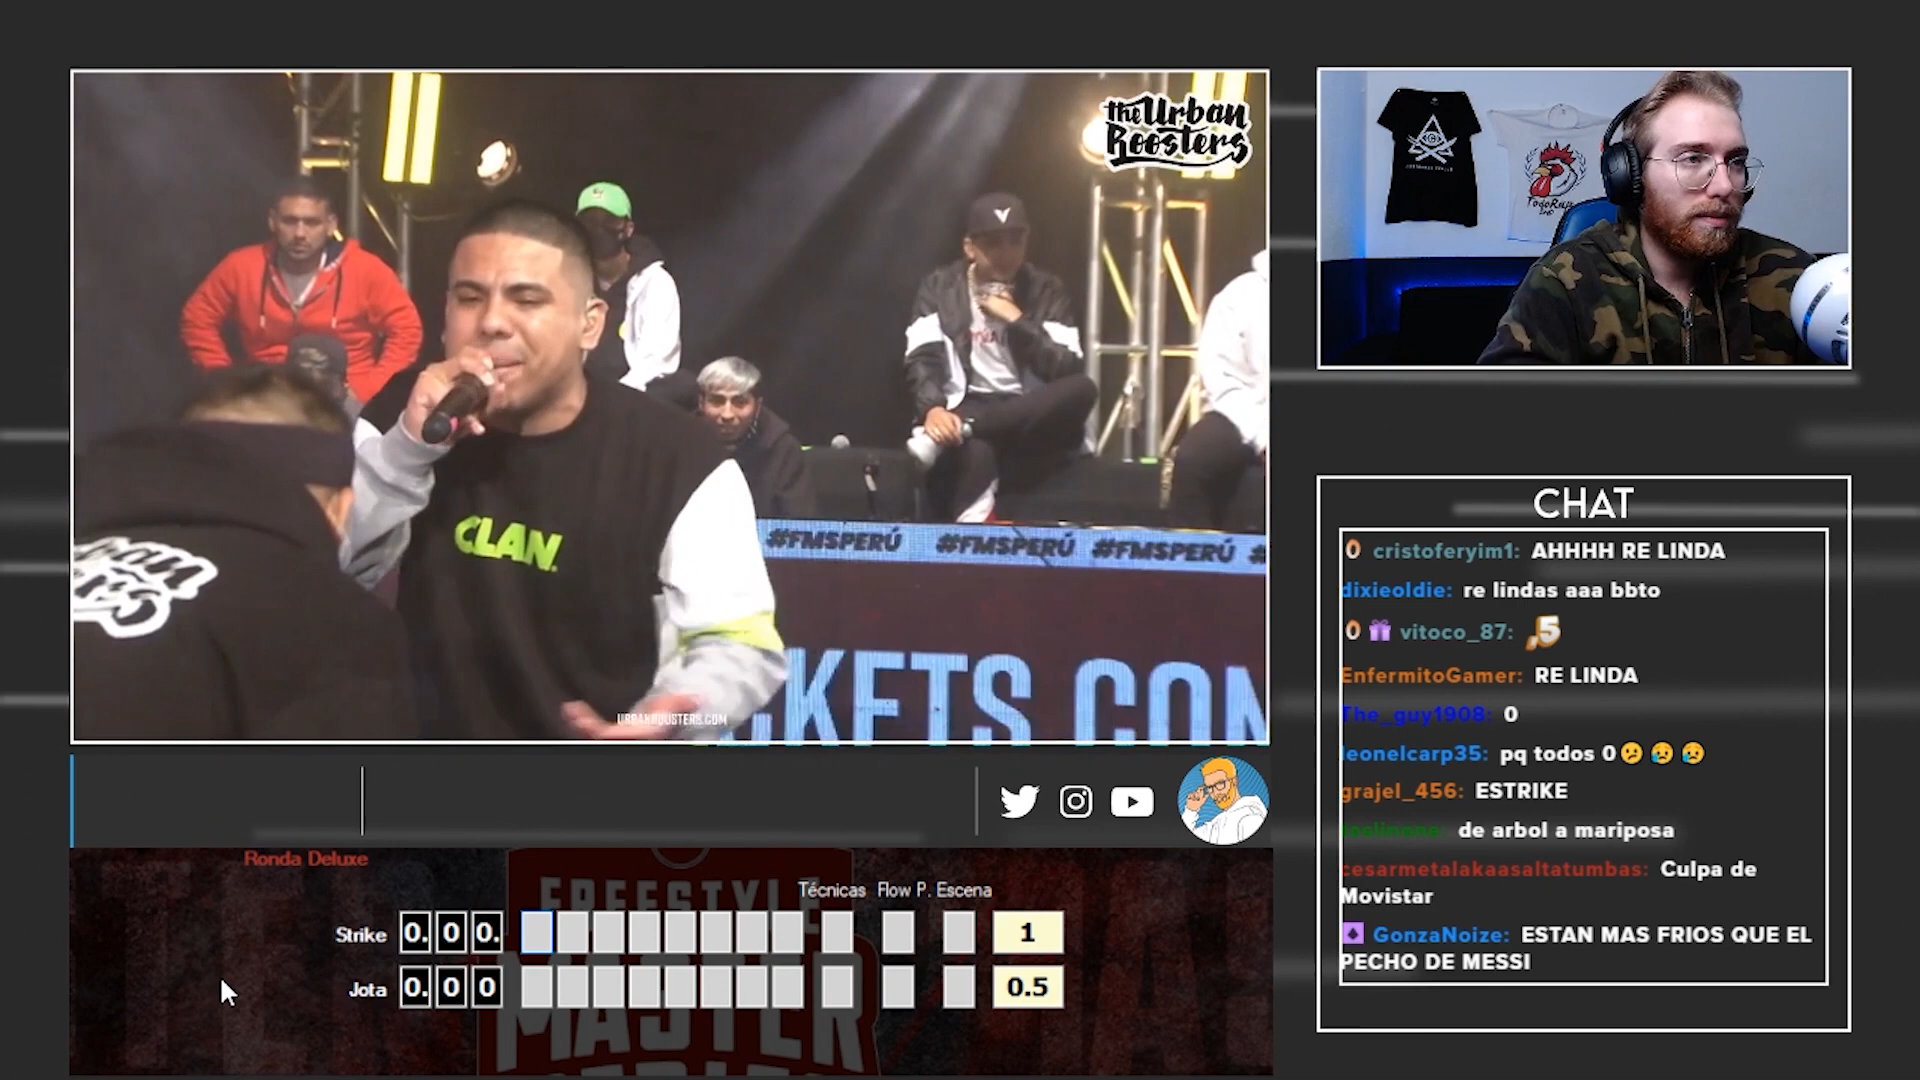 the Urban
Roosters
CLAN.
#FMSPERÚ #FMSPERÚ #FMSPERÚ
URBANROOSTERS.COM
CHAT
cristoferyim1: AHHHH RE LINDA
dixieoldie: re lindas aaa bbto
vitoco_87: ,5
EnfermitoGamer: RE LINDA
The_guy1908: 0
leonelcarp35: pq todos 0😕 😥 😥
grajel_456: ESTRIKE
de arbol a mariposa
cesarmetalakaasaltatumbas: Culpa de
Movistar
GonzaNoize: ESTAN MAS FRIOS QUE EL
PECHO DE MESSI
Ronda Deluxe
FREESTYLE
MASTER
Técnicas Flow P. Escena
Strike 0. 0 0. 1
Jota 0. 0 0 0.5